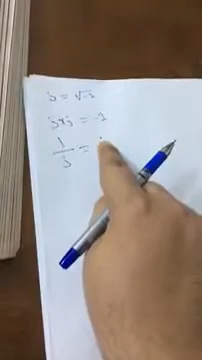 j = √-1
j*j = -1
1/j =